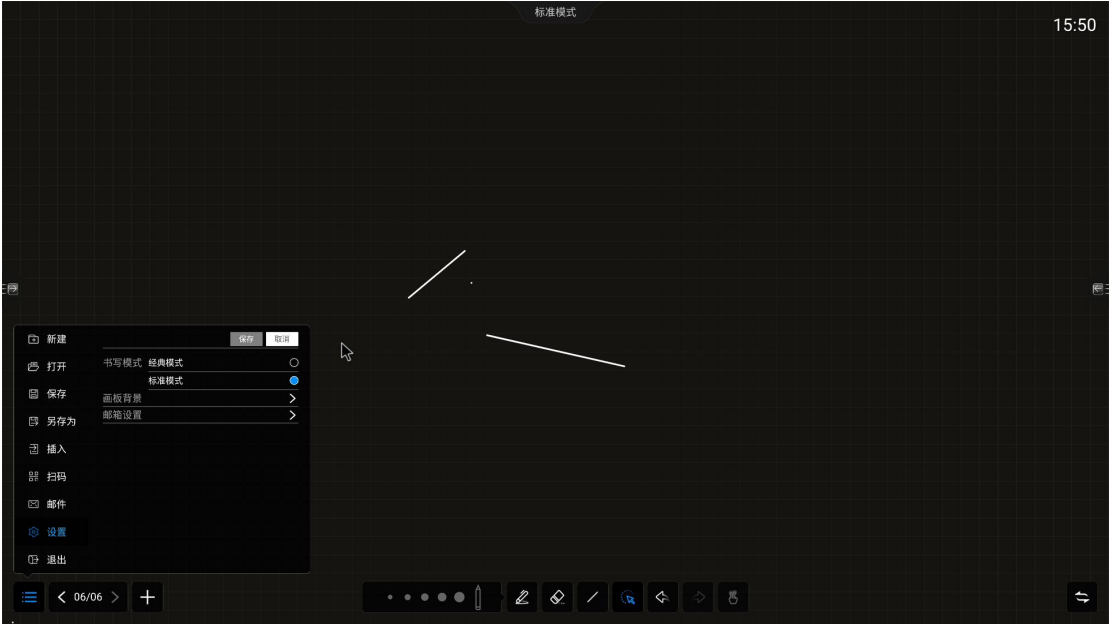 标准模式
15:50
新建
保存 取消
打开
书写模式 经典模式
标准模式
保存
画板背景
另存为
邮箱设置
插入
扫码
邮件
设置
退出
06/06